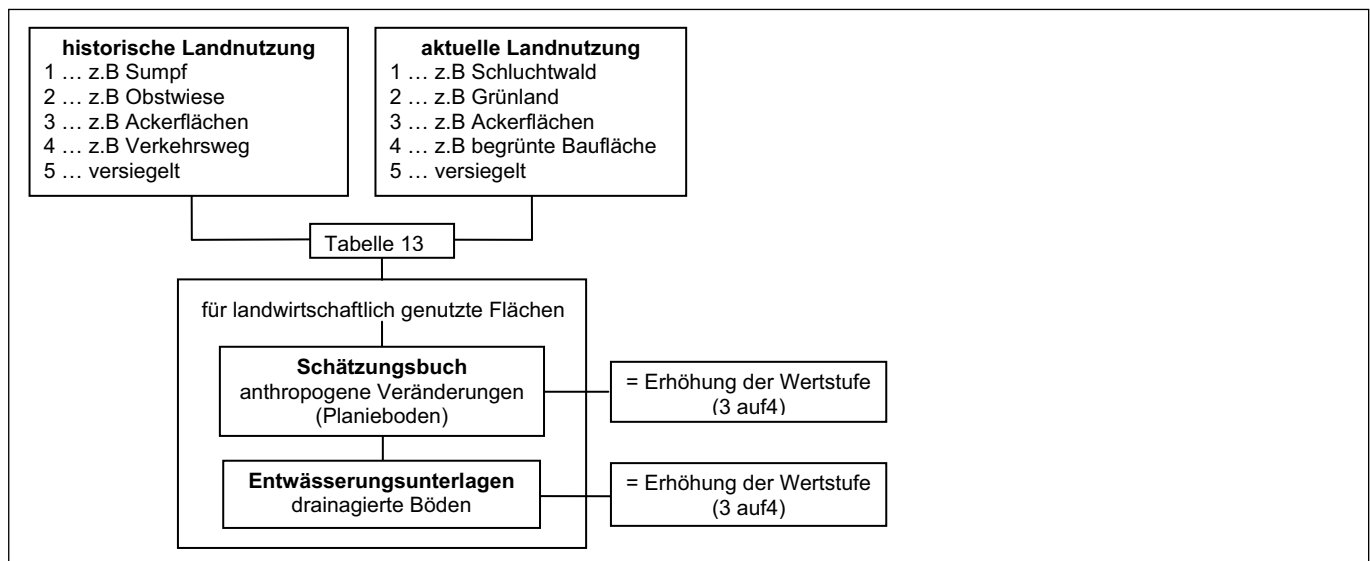 historische Landnutzung
1 … z.B Sumpf
2 … z.B Obstwiese
3 … z.B Ackerflächen
4 … z.B Verkehrsweg
5 … versiegelt
aktuelle Landnutzung
1 … z.B Schluchtwald
2 … z.B Grünland
3 … z.B Ackerflächen
4 … z.B begrünte Baufläche
5 … versiegelt
Tabelle 13
für landwirtschaftlich genutzte Flächen
Schätzungsbuch
anthropogene Veränderungen
(Planieboden)
= Erhöhung der Wertstufe
(3 auf4)
Entwässerungsunterlagen
drainagierte Böden
= Erhöhung der Wertstufe
(3 auf4)